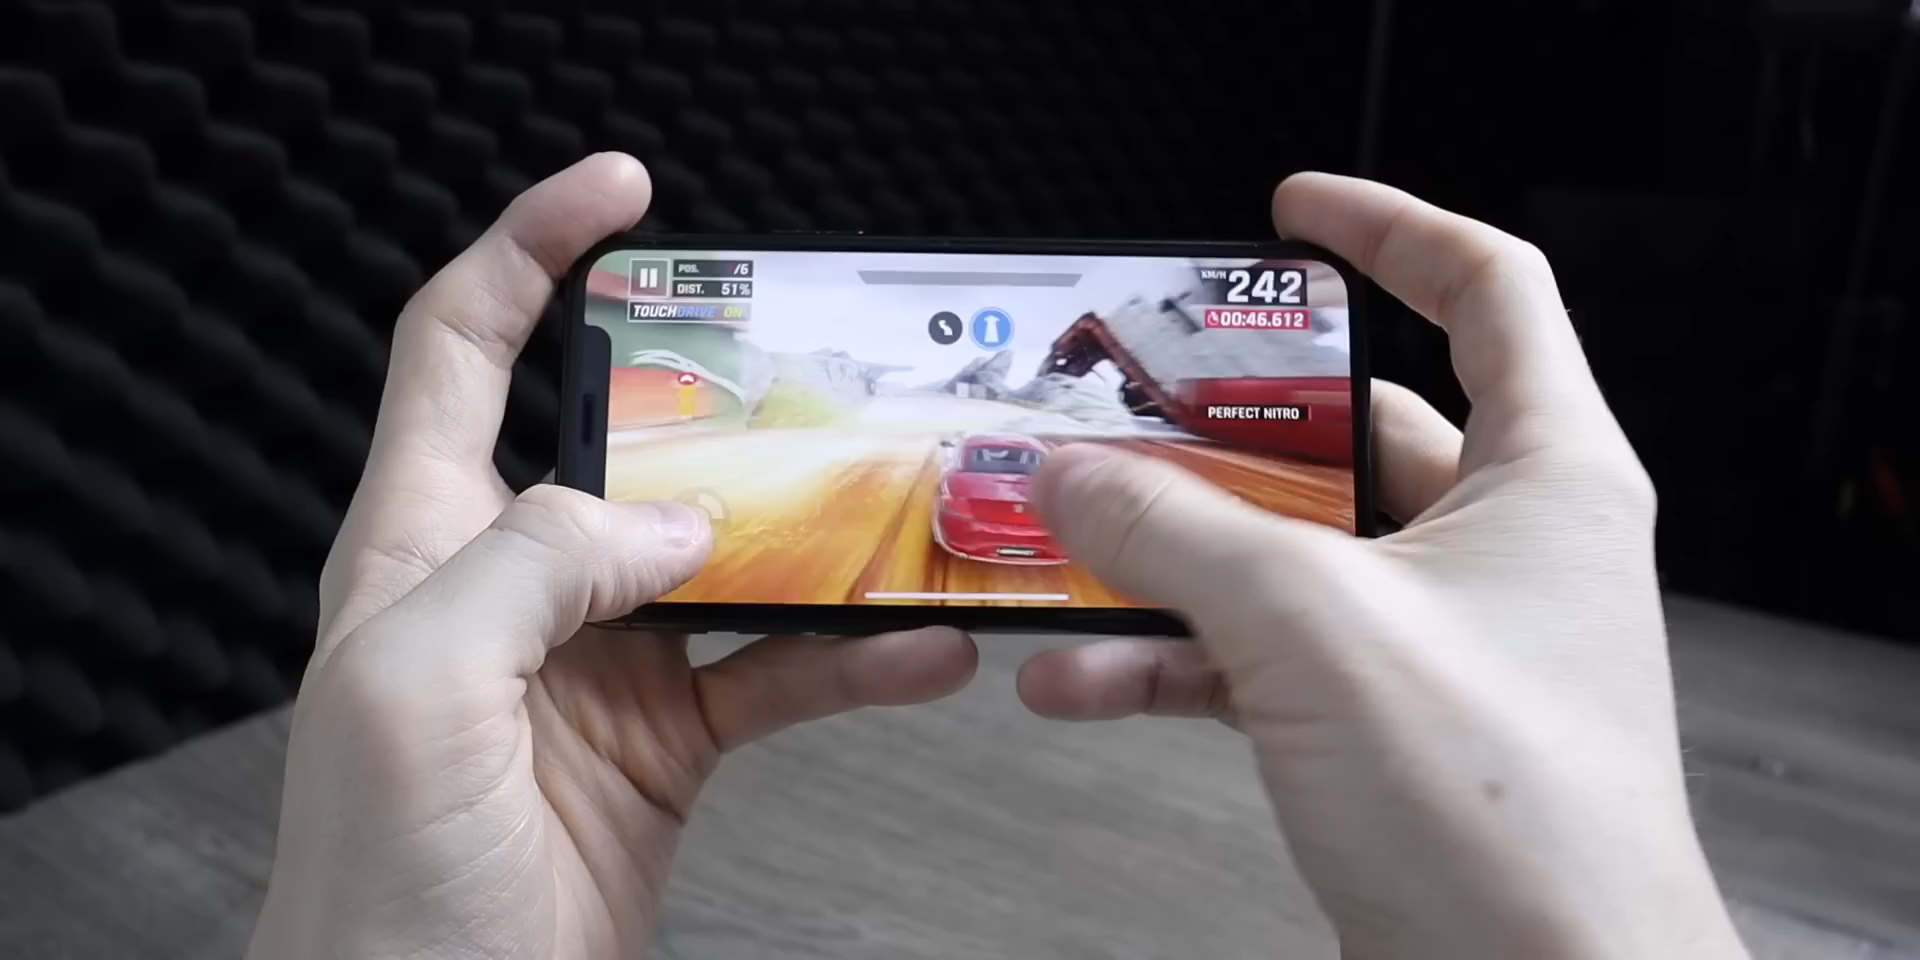 POS. /6
DIST. 51%
TOUCHDRIVE ON
KM/H 242
00:46.612
PERFECT NITRO